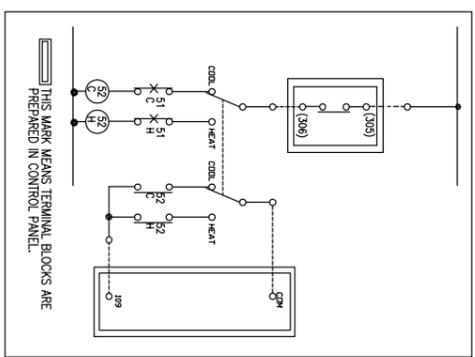 (305)
(306)
COM
COOL HEAT COOL HEAT
51 51 52 52
C H C H
109
52 52
C H
THIS MARK MEANS TERMINAL BLOCKS ARE
PREPARED IN CONTROL PANEL.